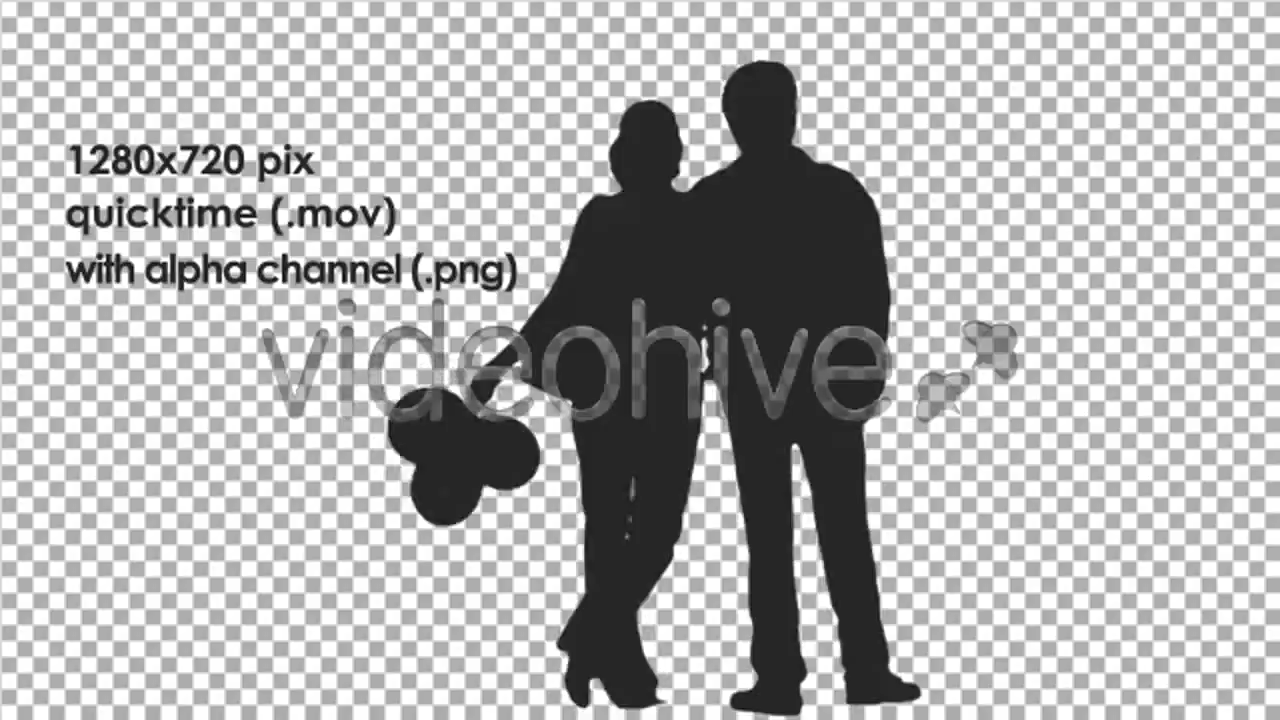 1280x720 pix
quicktime (.mov)
with alpha channel (.png)
videohive